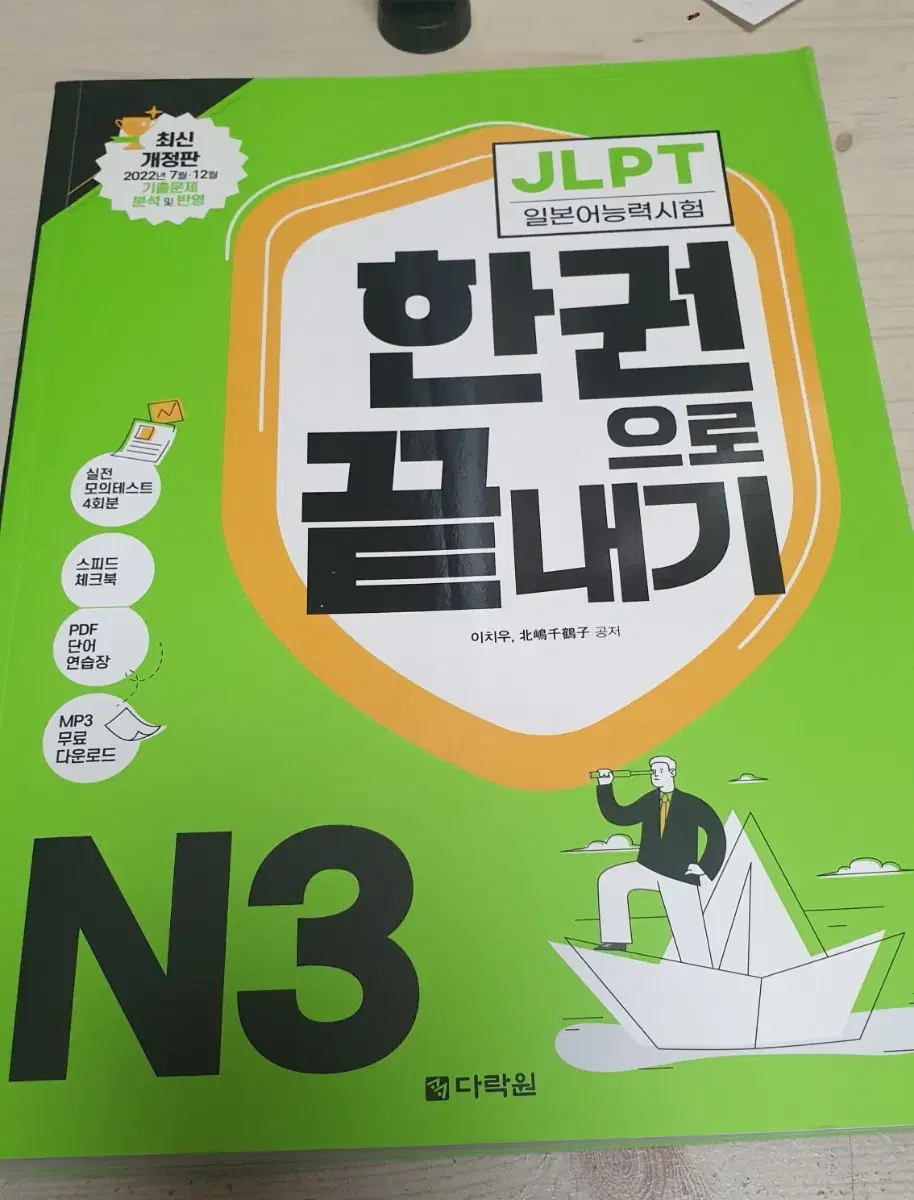 최신
개정판
2022년 7월·12월
기출문제
분석 및 반영
JLPT
일본어능력시험
한권
으로
끝내기
이치우, 北嶋千鶴子 공저
실전
모의테스트
4회분
스피드
체크북
PDF
단어
연습장
MP3
무료
다운로드
N3
다락원